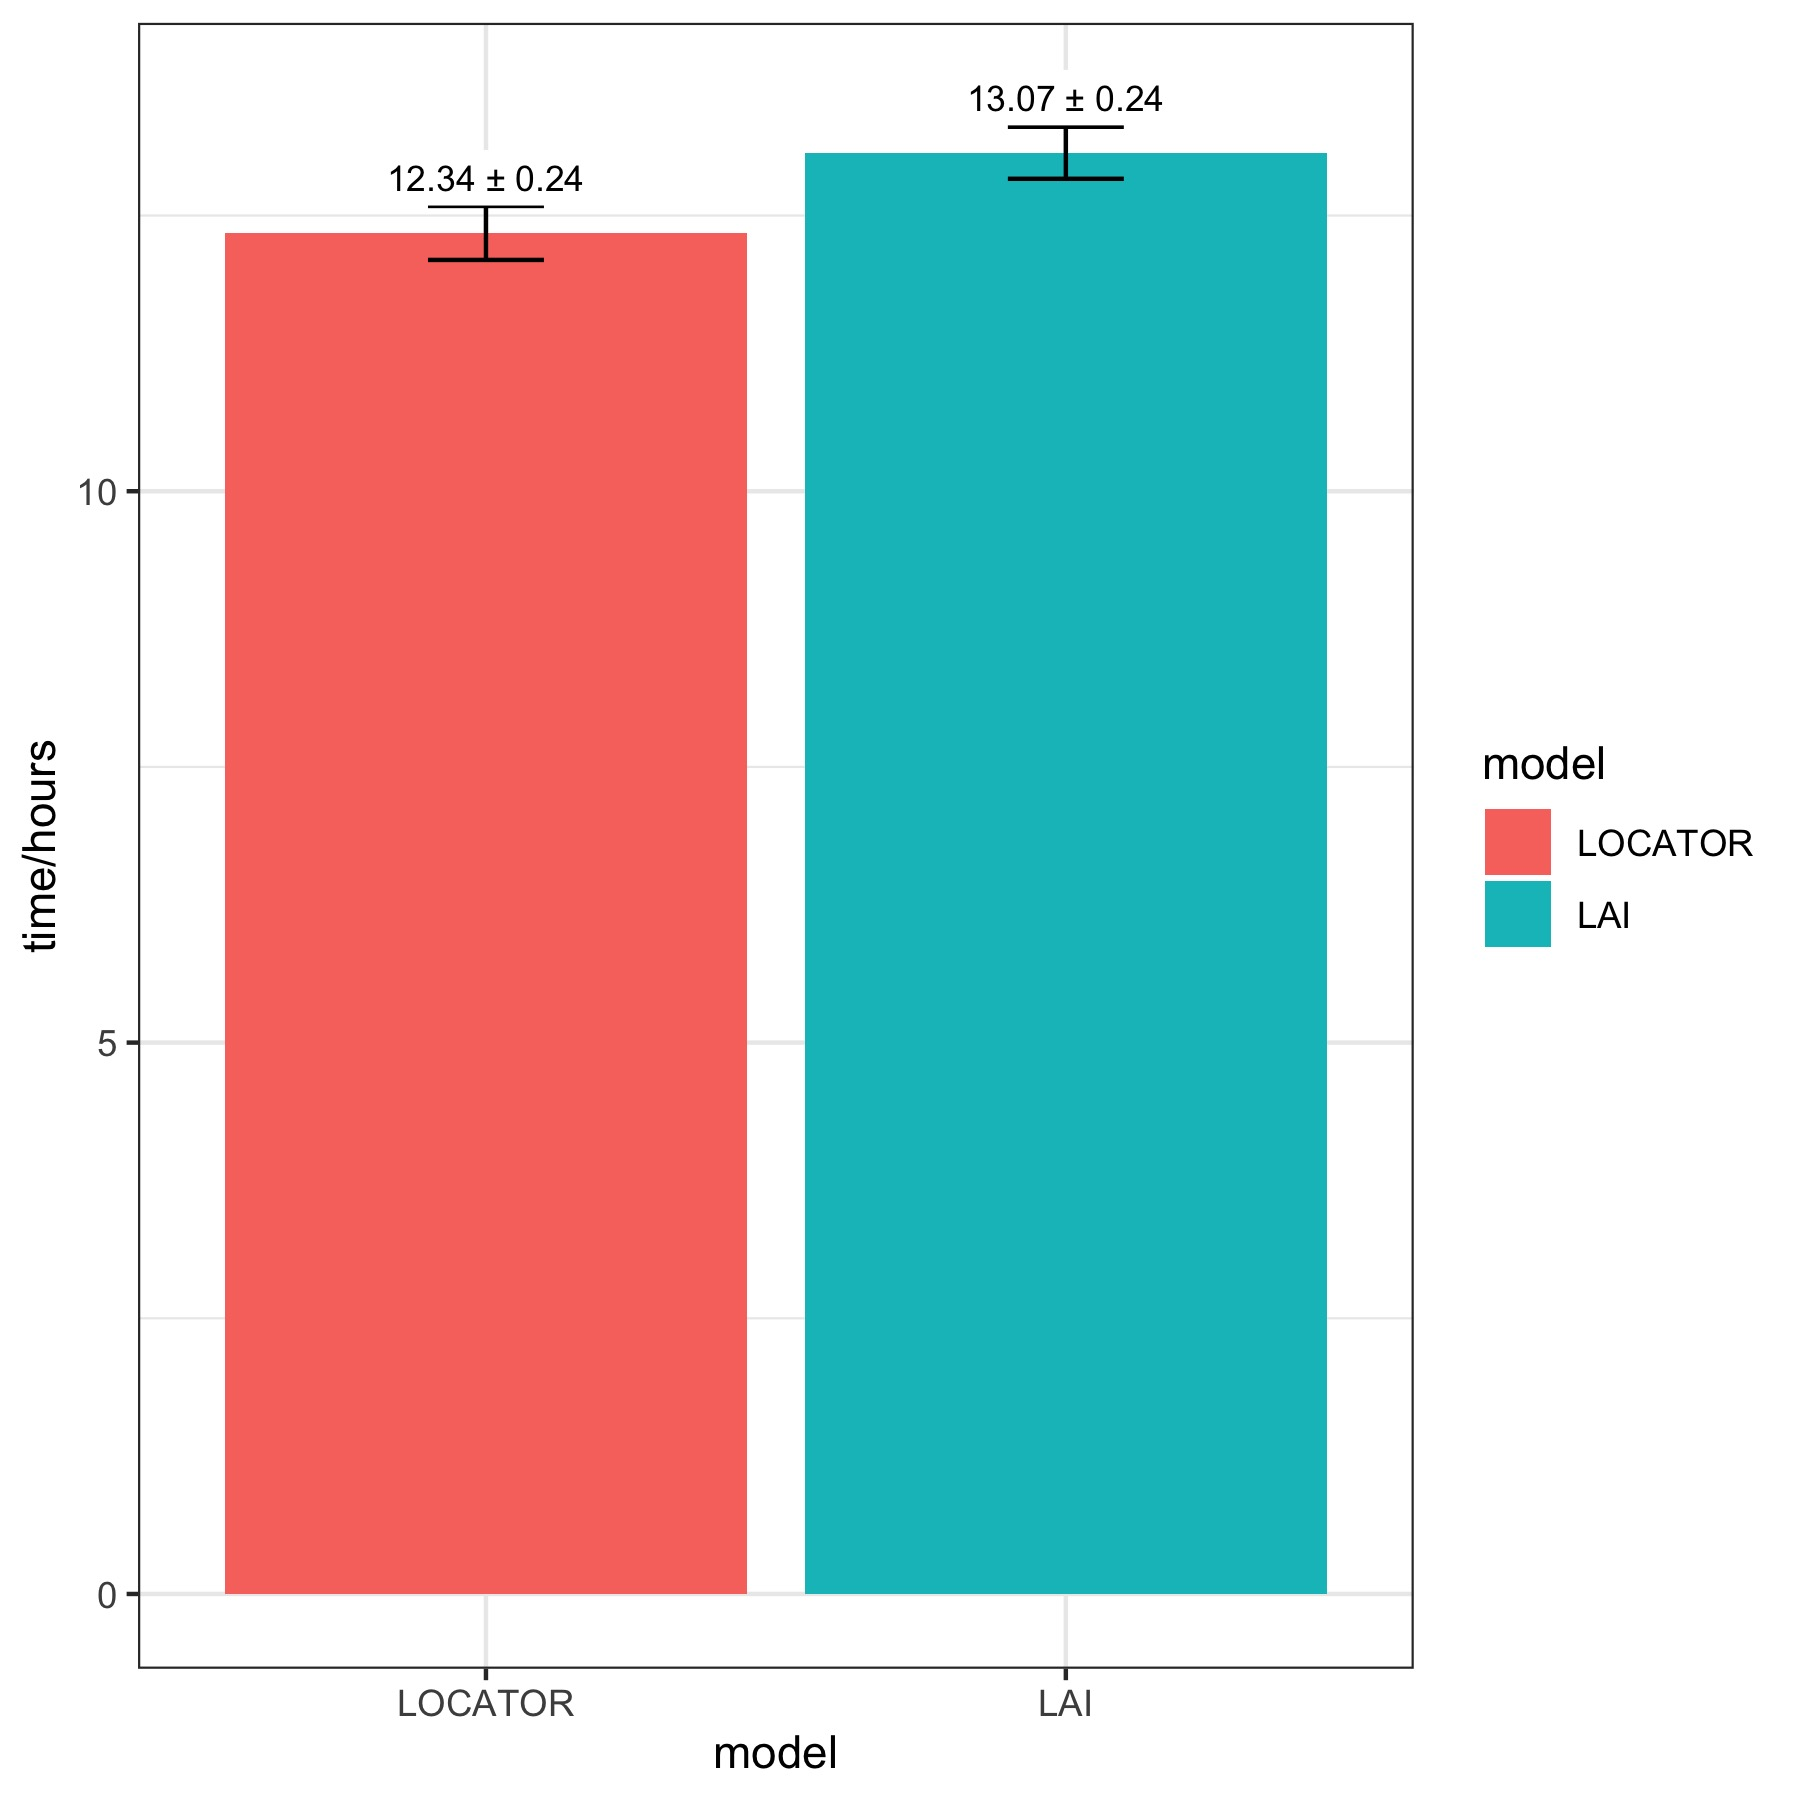 13.07 ± 0.24
12.34 ± 0.24
10
5
0
time/hours
LOCATOR
LAI
model
model
LOCATOR
LAI